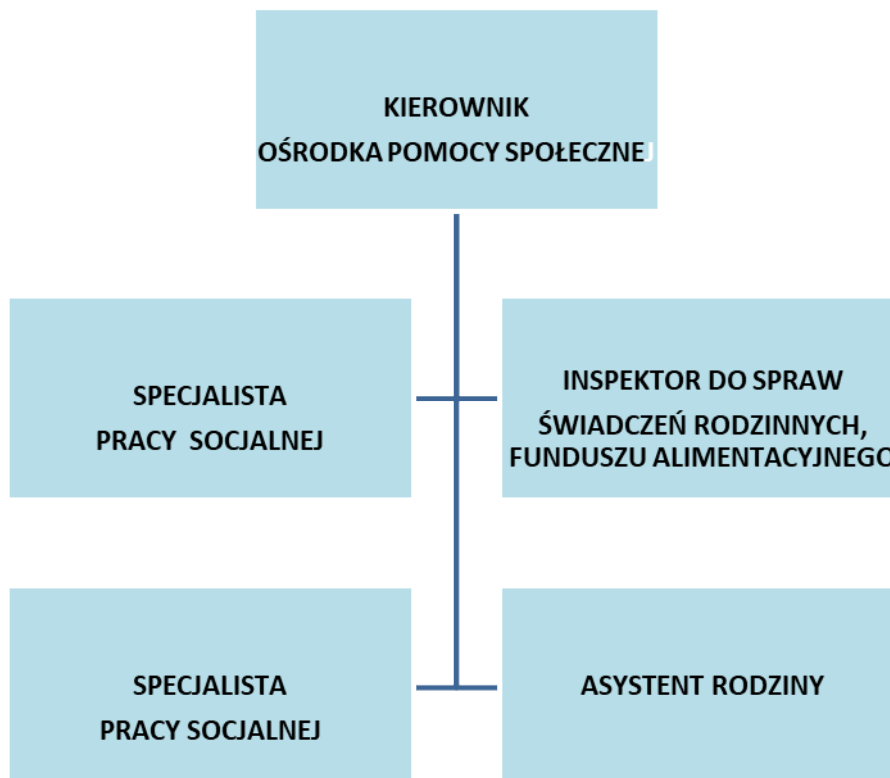 KIEROWNIK
OŚRODKA POMOCY SPOŁECZNEJ
SPECJALISTA
PRACY SOCJALNEJ
INSPEKTOR DO SPRAW
ŚWIADCZEŃ RODZINNYCH,
FUNDUSZU ALIMENTACYJNEGO
SPECJALISTA
PRACY SOCJALNEJ
ASYSTENT RODZINY